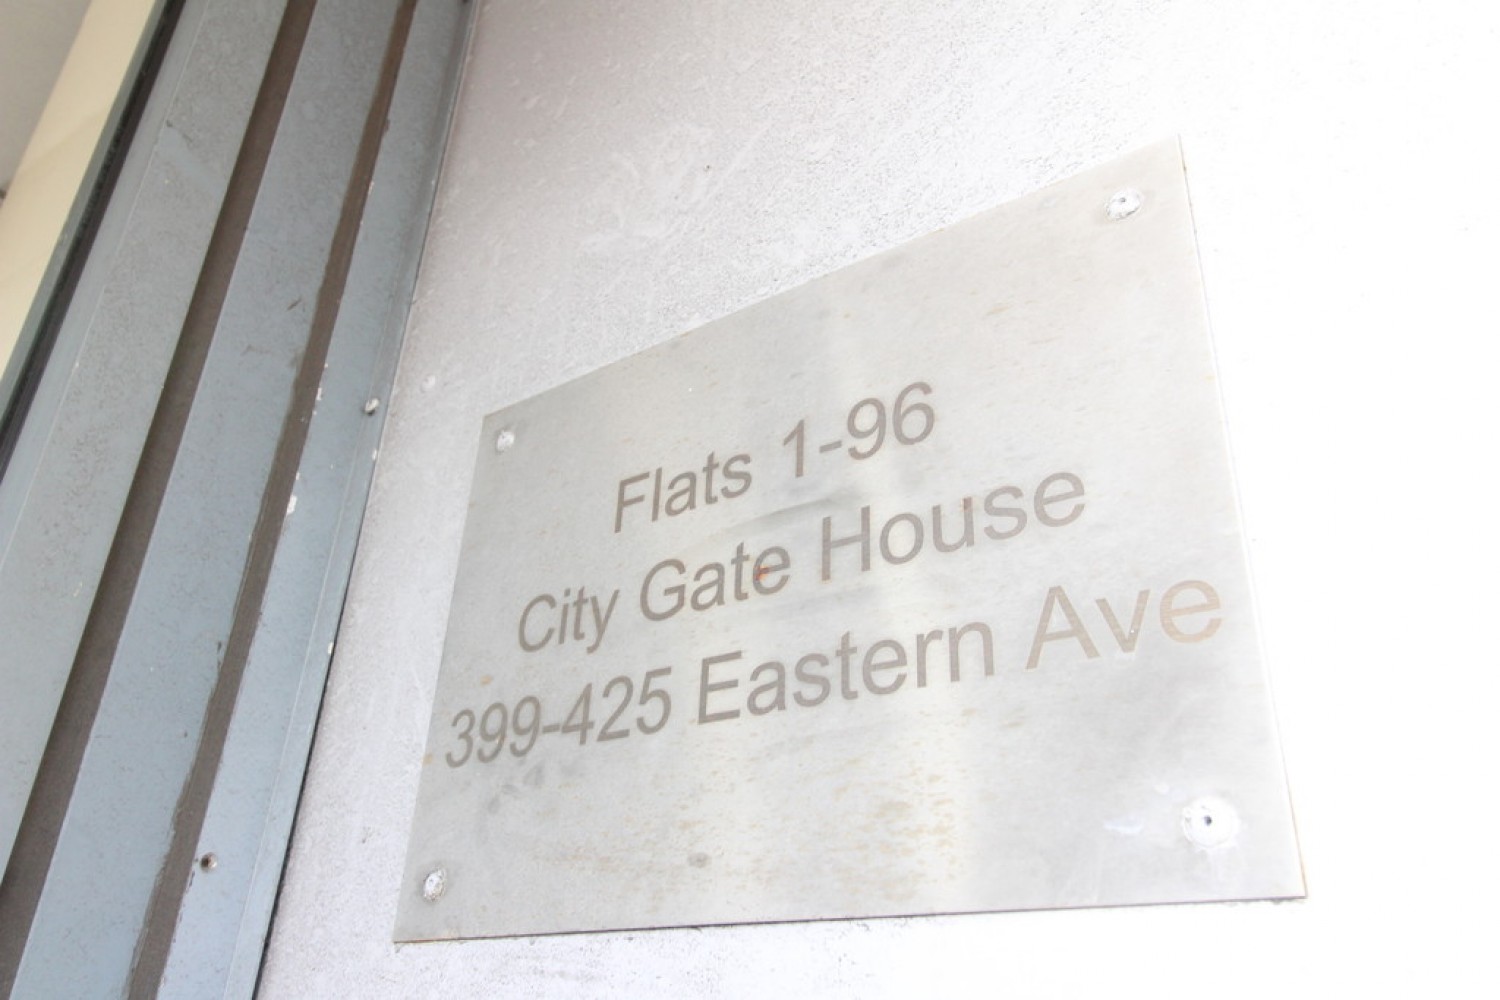 Flats 1-96
City Gate House
399-425 Eastern Ave